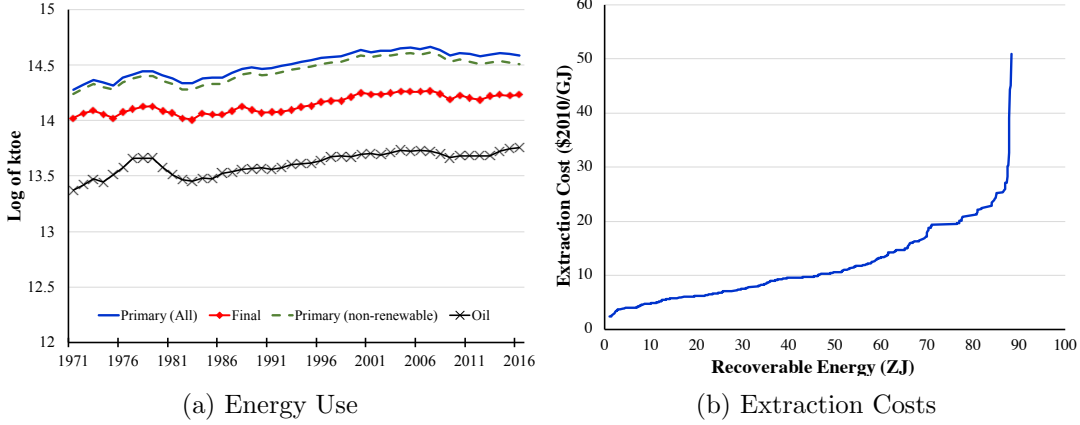 15
14.5
14
13.5
13
12.5
12
Log of ktoe
Primary (All) Final Primary (non-renewable) Oil
1971 1976 1981 1986 1991 1996 2001 2006 2011 2016
(a) Energy Use
60
50
40
30
20
10
0
Extraction Cost ($2010/GJ)
0 10 20 30 40 50 60 70 80 90 100
Recoverable Energy (ZJ)
(b) Extraction Costs